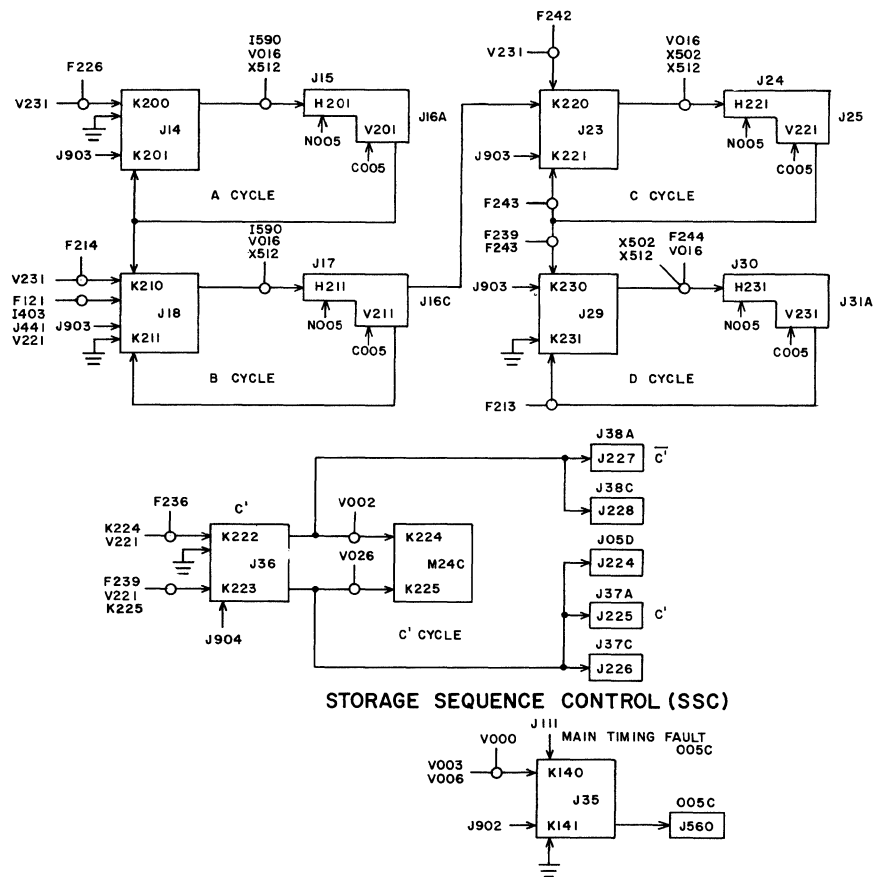 F242
I590
V016
X512
V231
V016
X502
X512
F226
J15
J24
V231
K200
H201
J16A
K220
H221
J25
J14
V201
J23
V221
J903
K201
N005
J903
K221
N005
C005
C005
A CYCLE
F243
C CYCLE
F214
I590
V016
X512
F239
F243
X502
X512
F244
V016
J17
J30
V231
K210
H211
J16C
J903
K230
H231
J31A
F121
I403
J441
V221
J903
J18
V211
J29
V231
K211
N005
K231
N005
C005
C005
B CYCLE
D CYCLE
F213
J38A
J227
C'
F236
C'
V002
J38C
K224
V221
K222
K224
J228
J36
V026
M24C
J05D
F239
V221
K225
K223
K225
J224
J37A
J904
C' CYCLE
J225
C'
J37C
J226
STORAGE SEQUENCE CONTROL (SSC)
J111
V000
MAIN TIMING FAULT
005C
V003
V006
K140
J35
005C
J902
K141
J560